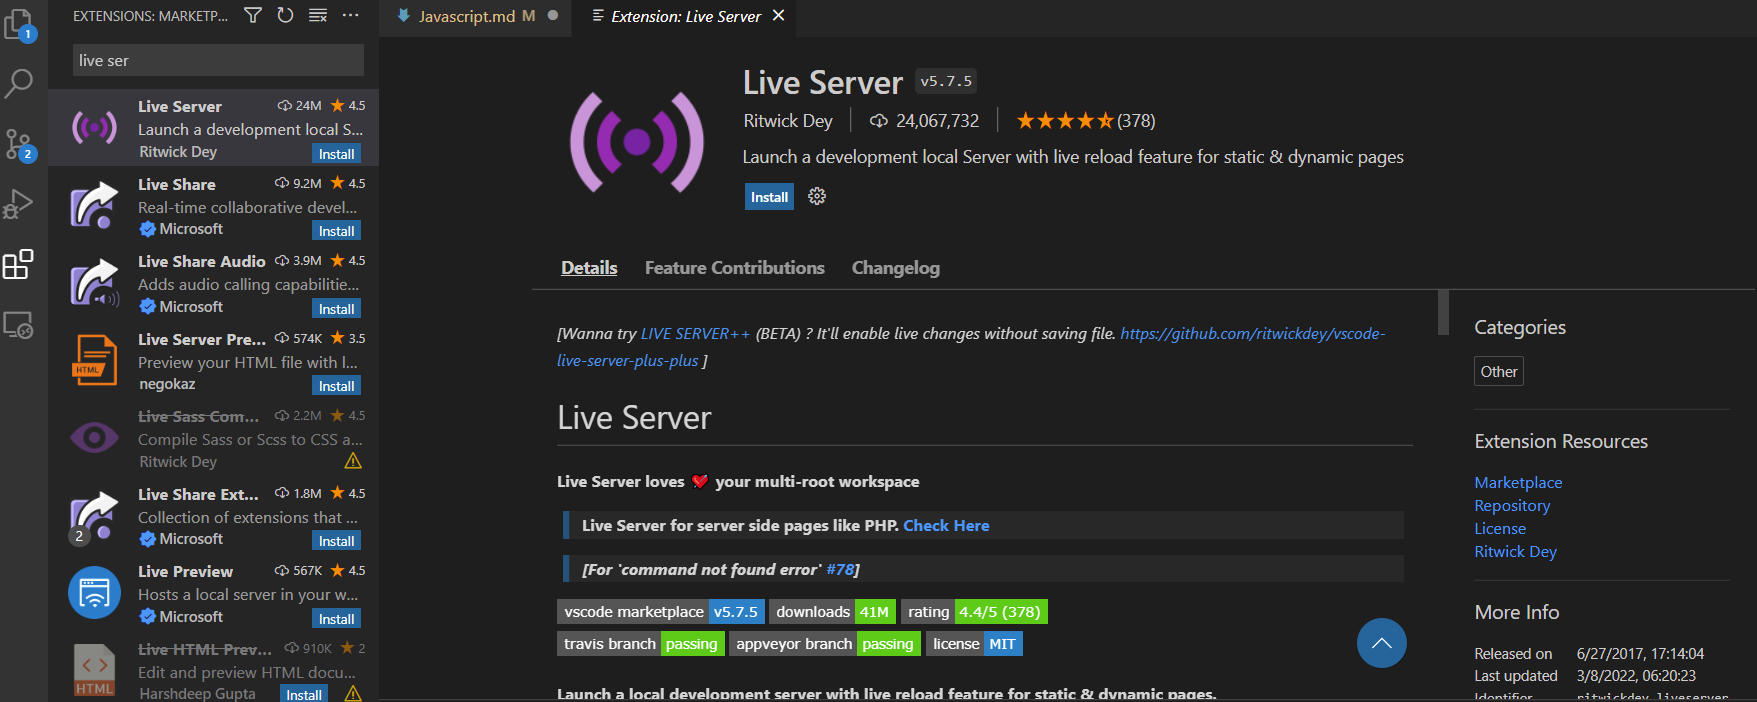 EXTENSIONS: MARKETP...
1
live ser
2
Live Server 24M 4.5
Launch a development local S...
Ritwick Dey Install
Live Share 9.2M 4.5
Real-time collaborative devel...
Microsoft Install
Live Share Audio 3.9M 4.5
Adds audio calling capabilitie...
Microsoft Install
Live Server Pre... 574K 3.5
Preview your HTML file with l...
negokaz Install
HTML
Live Sass Com... 2.2M 4.5
Compile Sass or Scss to CSS a...
Ritwick Dey
Live Share Ext... 1.8M 4.5
Collection of extensions that ...
2 Microsoft Install
Live Preview 567K 4.5
Hosts a local server in your w...
Microsoft Install
Live HTML Prev... 910K 2
Edit and preview HTML docu...
HTML Harshdeep Gupta Install
Javascript.md M Extension: Live Server
Live Server v5.7.5
Ritwick Dey 24,067,732 (378)
Launch a development local Server with live reload feature for static & dynamic pages
Install
Details Feature Contributions Changelog
[Wanna try LIVE SERVER++ (BETA) ? It'll enable live changes without saving file. https://github.com/ritwickdey/vscode-
live-server-plus-plus ]
Live Server
Live Server loves your multi-root workspace
Live Server for server side pages like PHP. Check Here
[For `command not found error` #78]
vscode marketplace v5.7.5 downloads 41M rating 4.4/5 (378)
travis branch passing appveyor branch passing license MIT
Launch a local development server with live reload feature for static & dynamic pages.
Categories
Other
Extension Resources
Marketplace
Repository
License
Ritwick Dey
More Info
Released on 6/27/2017, 17:14:04
Last updated 3/8/2022, 06:20:23
Identifier ritwickdey.liveserver